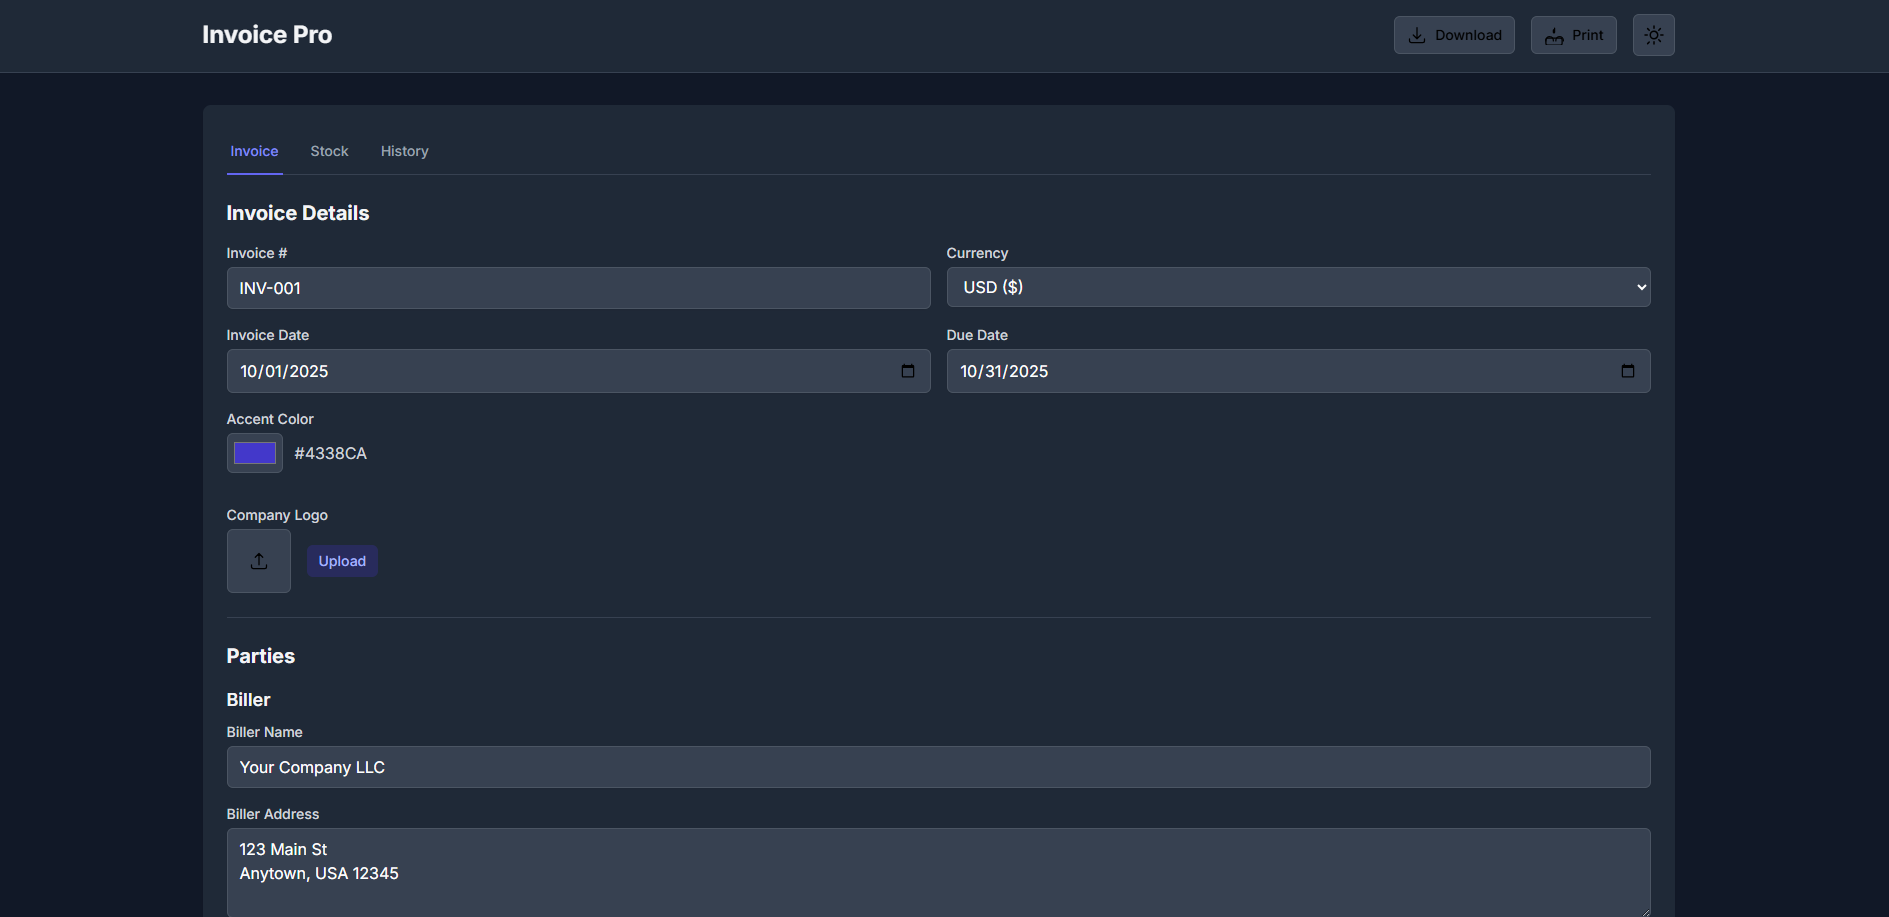 Invoice Pro
Download
Print
Invoice
Stock
History
Invoice Details
Invoice #
Currency
INV-001
USD ($)
Invoice Date
Due Date
10/01/2025
10/31/2025
Accent Color
#4338CA
Company Logo
Upload
Parties
Biller
Biller Name
Your Company LLC
Biller Address
123 Main St
Anytown, USA 12345